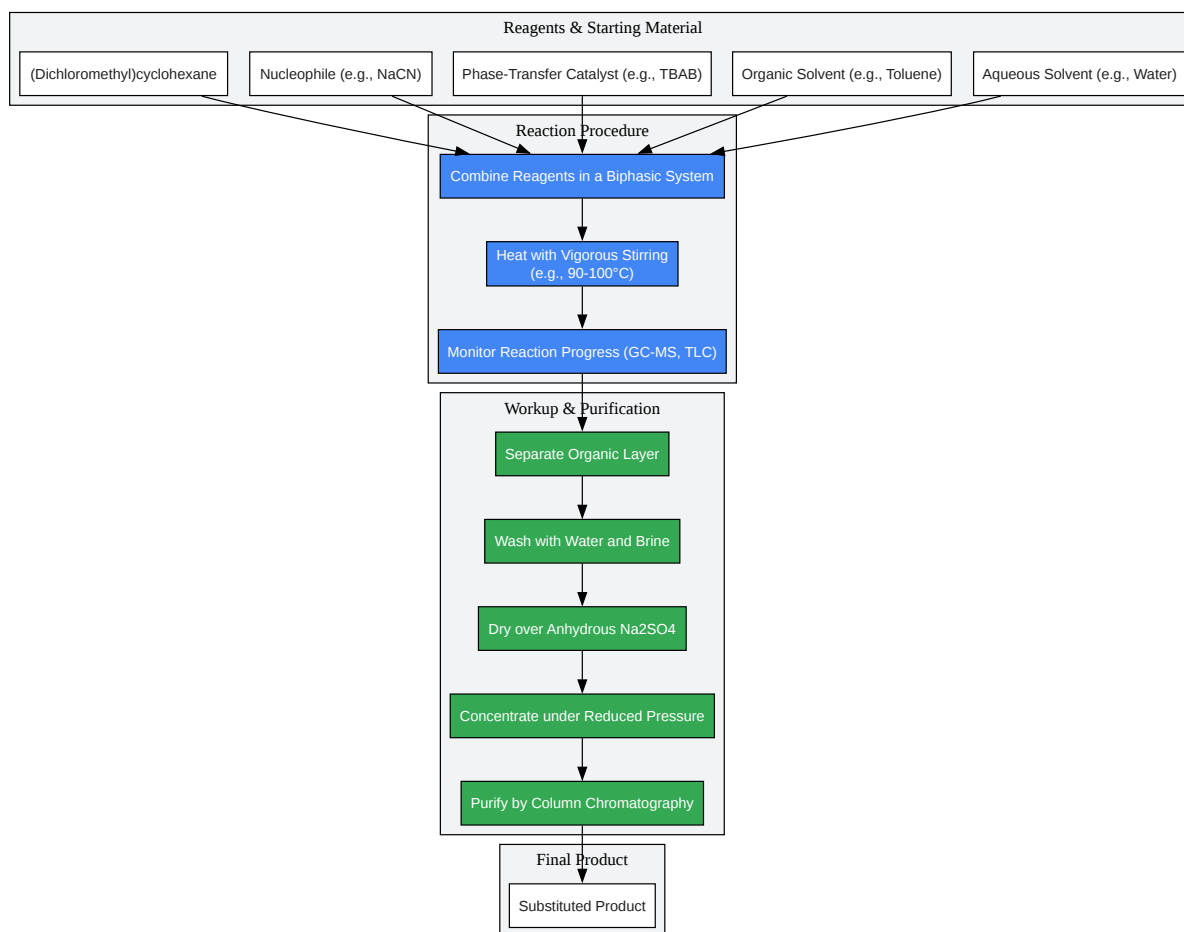 Reagents & Starting Material
(Dichloromethyl)cyclohexane
Nucleophile (e.g., NaCN)
Phase-Transfer Catalyst (e.g., TBAB)
Organic Solvent (e.g., Toluene)
Aqueous Solvent (e.g., Water)
Reaction Procedure
Combine Reagents in a Biphasic System
Heat with Vigorous Stirring
(e.g., 90-100°C)
Monitor Reaction Progress (GC-MS, TLC)
Workup & Purification
Separate Organic Layer
Wash with Water and Brine
Dry over Anhydrous Na2SO4
Concentrate under Reduced Pressure
Purify by Column Chromatography
Final Product
Substituted Product